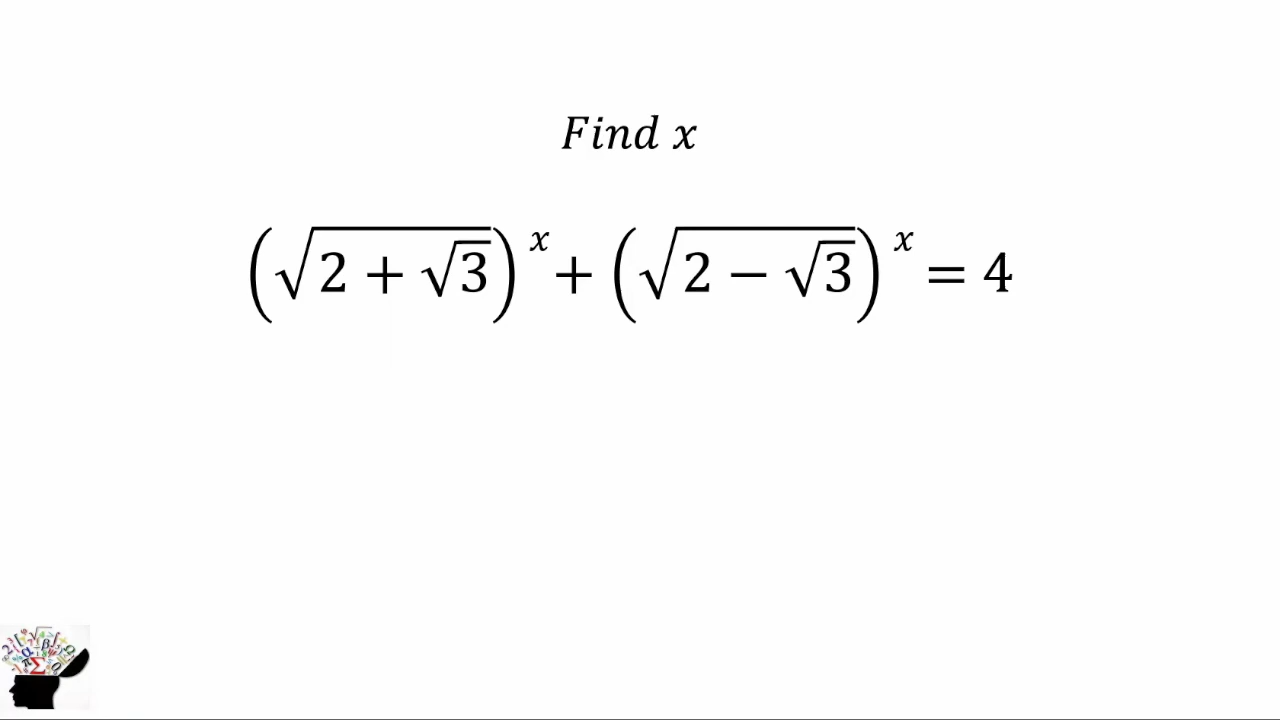 Find x
(√(2 + √3))^x + (√(2 − √3))^x = 4